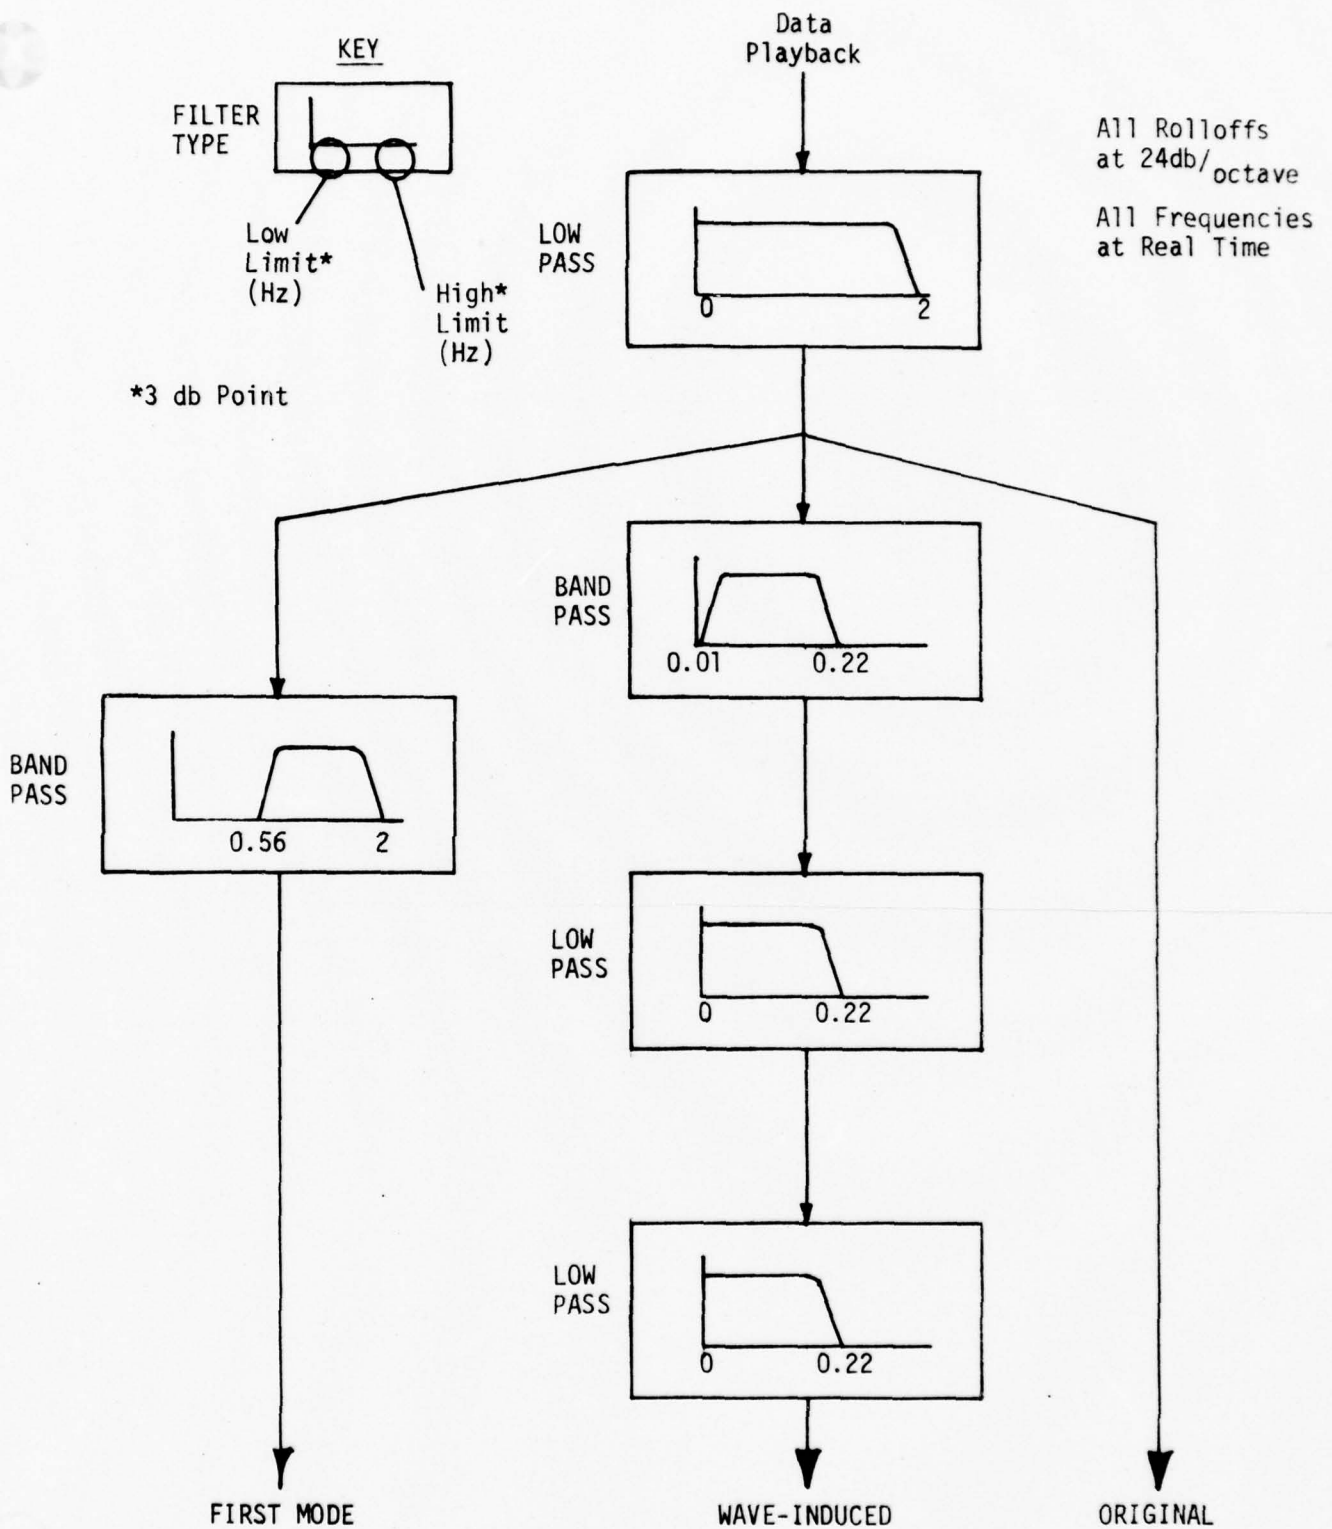 KEY
FILTER
TYPE
Low
Limit*
(Hz)
High*
Limit
(Hz)
*3 db Point
Data
Playback
All Rolloffs
at 24db/octave
All Frequencies
at Real Time
LOW
PASS
0 2
BAND
PASS
0.01 0.22
BAND
PASS
0.56 2
LOW
PASS
0 0.22
LOW
PASS
0 0.22
FIRST MODE
WAVE-INDUCED
ORIGINAL